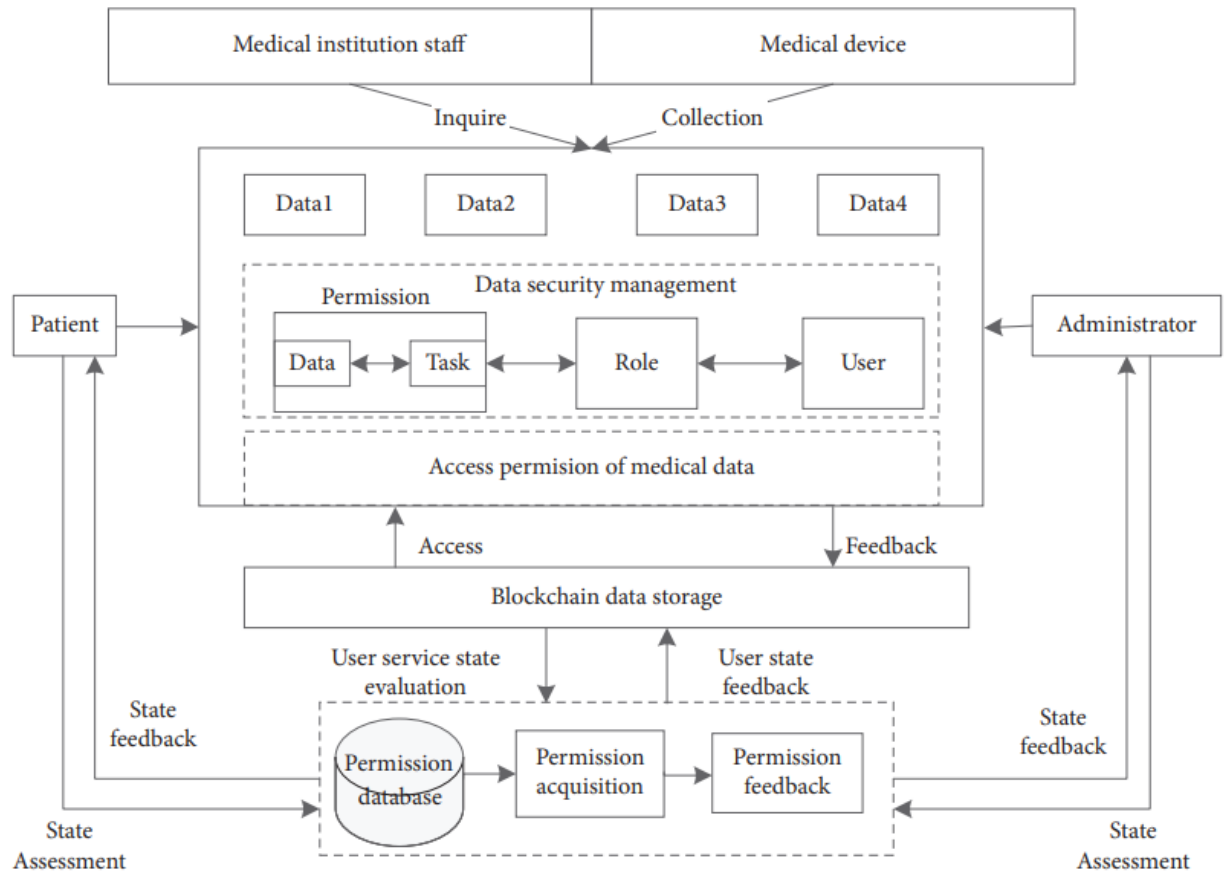 Medical institution staff
Medical device
Inquire
Collection
Data1
Data2
Data3
Data4
Data security management
Permission
Patient
Administrator
Data
Task
Role
User
Access permision of medical data
Access
Feedback
Blockchain data storage
User service state
evaluation
User state
feedback
State
feedback
State
feedback
Permission
database
Permission
acquisition
Permission
feedback
State
Assessment
State
Assessment